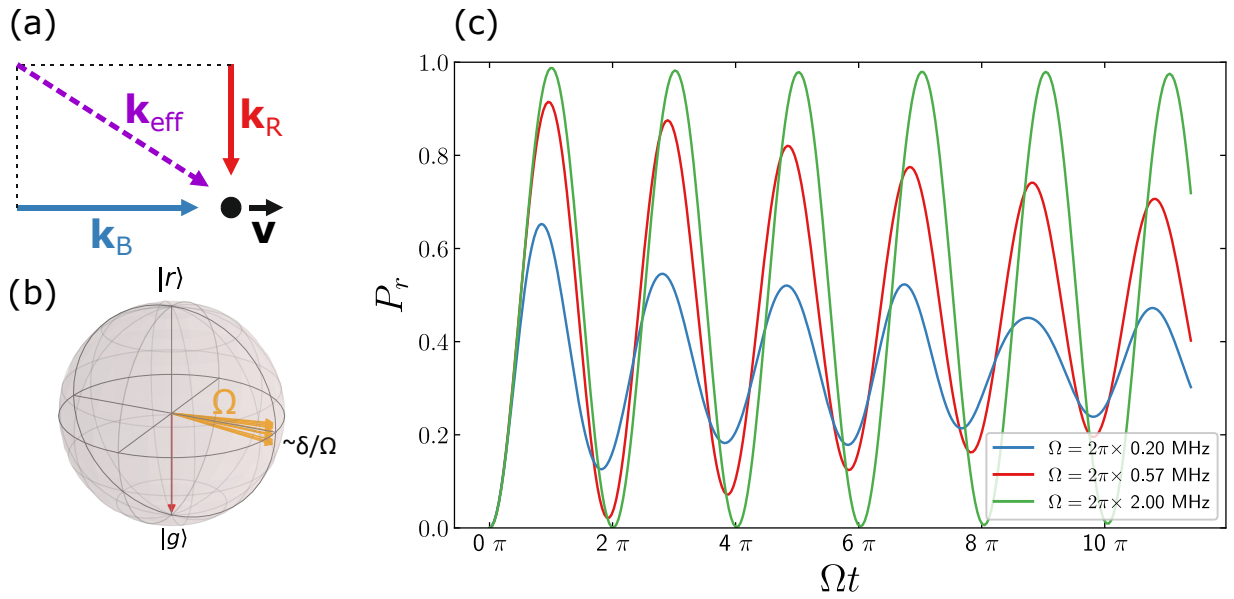 (a)
k_eff
k_R
k_B
v
(b)
|r⟩
Ω
~δ/Ω
|g⟩
(c)
P_r
1.0
0.8
0.6
0.4
0.2
0.0
0 π
2 π
4 π
6 π
8 π
10 π
Ωt
Ω = 2π× 0.20 MHz
Ω = 2π× 0.57 MHz
Ω = 2π× 2.00 MHz